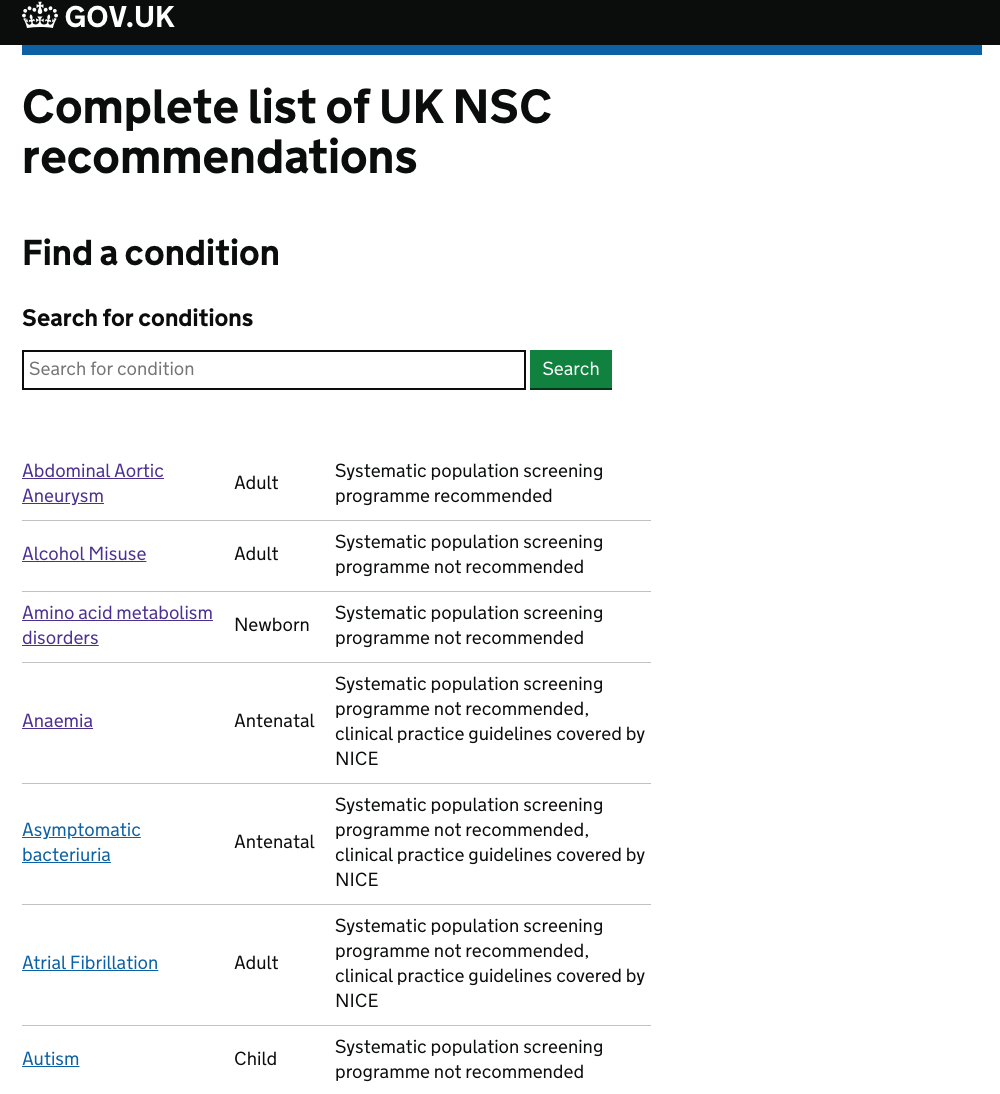 GOV.UK
Complete list of UK NSC
recommendations
Find a condition
Search for conditions
Search for condition
Search
Abdominal Aortic
Aneurysm
Adult
Systematic population screening
programme recommended
Alcohol Misuse
Adult
Systematic population screening
programme not recommended
Amino acid metabolism
disorders
Newborn
Systematic population screening
programme not recommended
Anaemia
Antenatal
Systematic population screening
programme not recommended,
clinical practice guidelines covered by
NICE
Asymptomatic
bacteriuria
Antenatal
Systematic population screening
programme not recommended,
clinical practice guidelines covered by
NICE
Atrial Fibrillation
Adult
Systematic population screening
programme not recommended,
clinical practice guidelines covered by
NICE
Autism
Child
Systematic population screening
programme not recommended